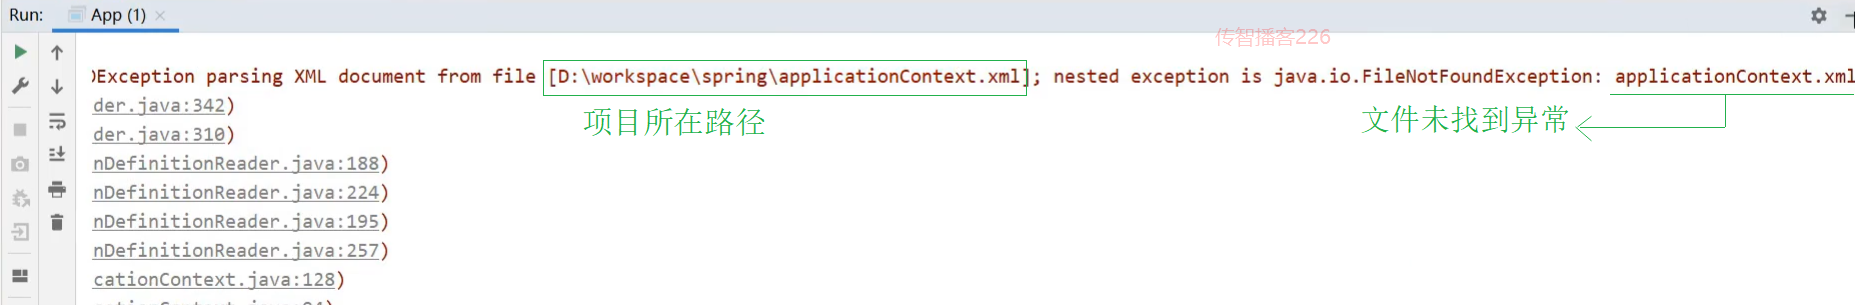 Run: App (1)
传智播客226
Exception parsing XML document from file [D:\workspace\spring\applicationContext.xml]; nested exception is java.io.FileNotFoundException: applicationContext.xml
der.java:342)
项目所在路径
文件未找到异常
der.java:310)
nDefinitionReader.java:188)
nDefinitionReader.java:224)
nDefinitionReader.java:195)
nDefinitionReader.java:257)
cationContext.java:128)